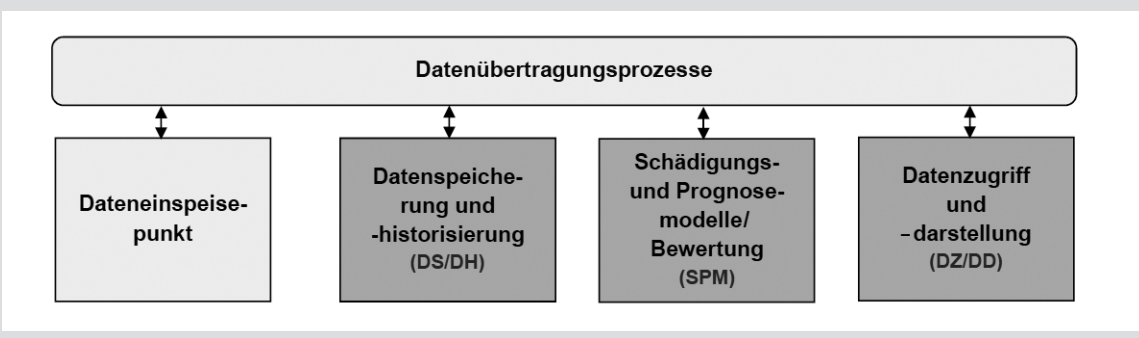 Datenübertragungsprozesse
Dateneinspeise-
punkt
Datenspeiche-
rung und
-historisierung
(DS/DH)
Schädigungs-
und Prognose-
modelle/
Bewertung
(SPM)
Datenzugriff
und
–darstellung
(DZ/DD)